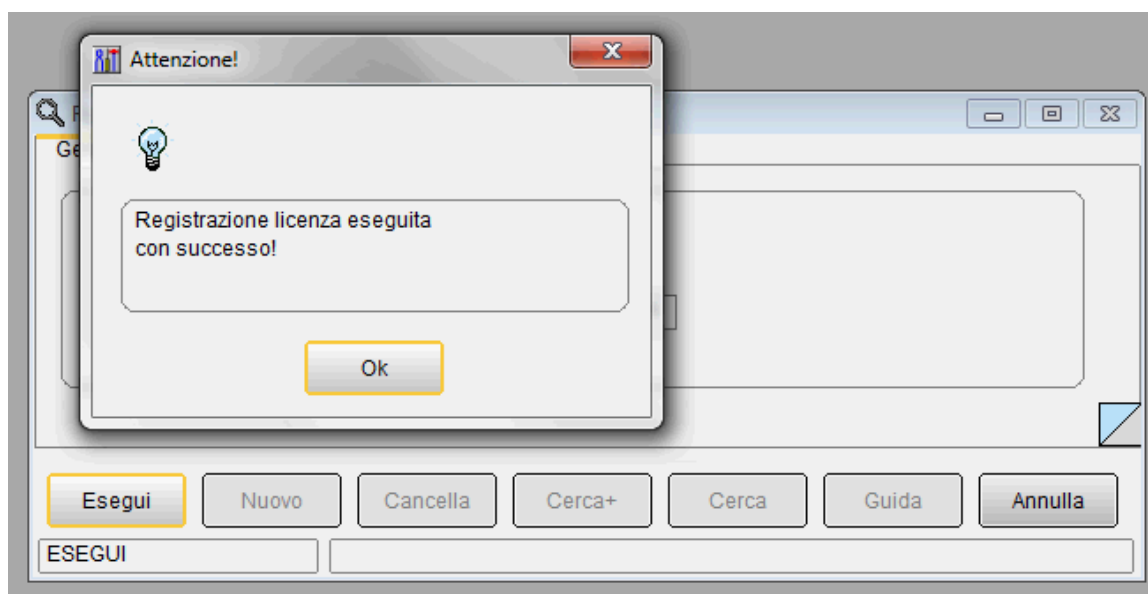 Attenzione!
Registrazione licenza eseguita
con successo!
Ok
Esegui
Nuovo
Cancella
Cerca+
Cerca
Guida
Annulla
ESEGUI